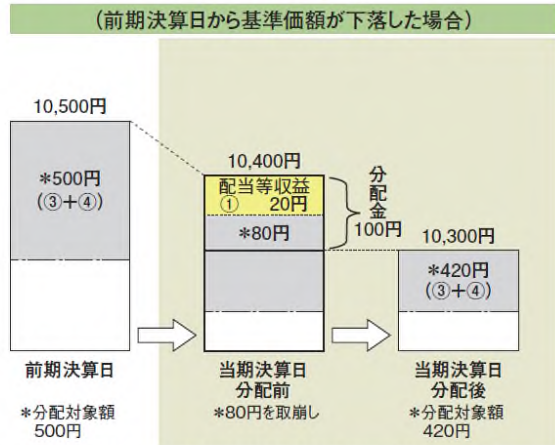 (前期決算日から基準価額が下落した場合)
10,500円
*500円
(③+④)
前期決算日
*分配対象額
500円
10,400円
配当等収益
① 20円
*80円
分配金
100円
当期決算日
分配前
*80円を取崩し
10,300円
*420円
(③+④)
当期決算日
分配後
*分配対象額
420円